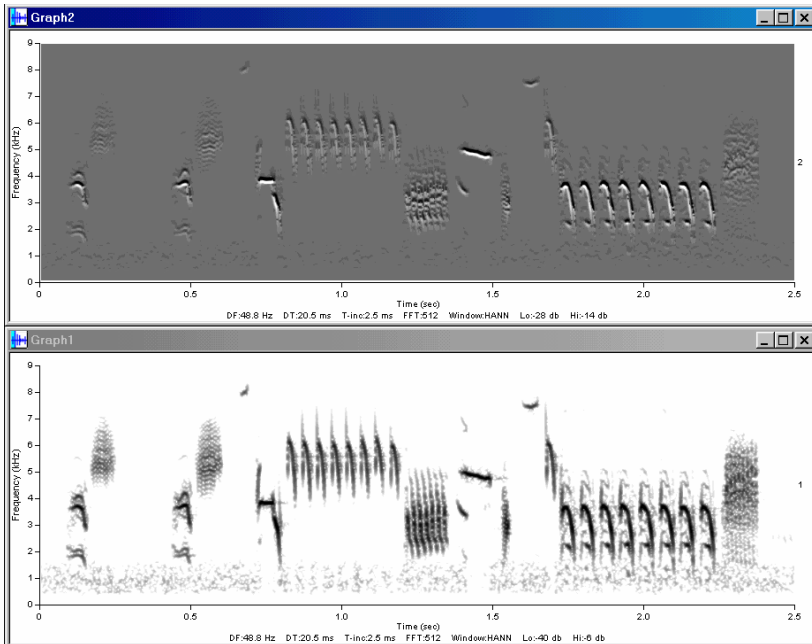 Graph2
9
8
7
6
5
4
3
2
1
0
Frequency (kHz)
2
0 0.5 1.0 1.5 2.0 2.5
Time (sec)
DF:48.8 Hz DT:20.5 ms T-inc:2.5 ms FFT:512 Window:HANN Lo:-28 db Hi:-14 db
Graph1
9
8
7
6
5
4
3
2
1
0
Frequency (kHz)
1
0 0.5 1.0 1.5 2.0 2.5
Time (sec)
DF:48.8 Hz DT:20.5 ms T-inc:2.5 ms FFT:512 Window:HANN Lo:-40 db Hi:-6 db